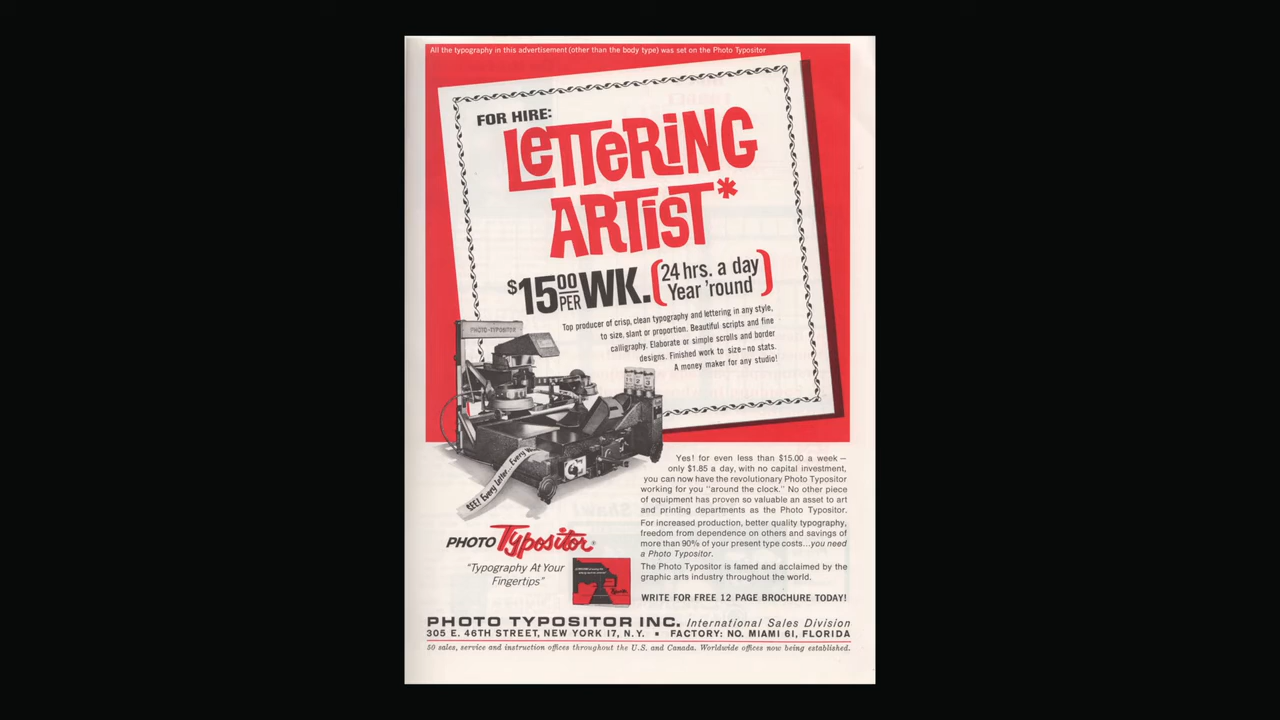 All the typography in this advertisement (other than the body type) was set on the Photo Typositor
FOR HIRE:
LeTTeRiNG
ARTiST*
$15 00 PER WK. (24 hrs. a day
Year 'round)
Top producer of crisp, clean typography and lettering in any style,
to size, slant or proportion. Beautiful scripts and fine
calligraphy. Elaborate or simple scrolls and border
designs. Finished work to size–no stats.
A money maker for any studio!
PHOTO-TYPOSITOR
SEE! Every Letter...Every W
Yes! for even less than $15.00 a week –
only $1.85 a day, with no capital investment,
you can now have the revolutionary Photo Typositor
working for you "around the clock." No other piece
of equipment has proven so valuable an asset to art
and printing departments as the Photo Typositor.
For increased production, better quality typography,
freedom from dependence on others and savings of
more than 90% of your present type costs...you need
a Photo Typositor.
The Photo Typositor is famed and acclaimed by the
graphic arts industry throughout the world.
WRITE FOR FREE 12 PAGE BROCHURE TODAY!
PHOTO Typositor®
"Typography At Your
Fingertips"
PHOTO TYPOSITOR INC. International Sales Division
305 E. 46TH STREET, NEW YORK 17, N.Y. ▪ FACTORY: NO. MIAMI 61, FLORIDA
50 sales, service and instruction offices throughout the U.S. and Canada. Worldwide offices now being established.